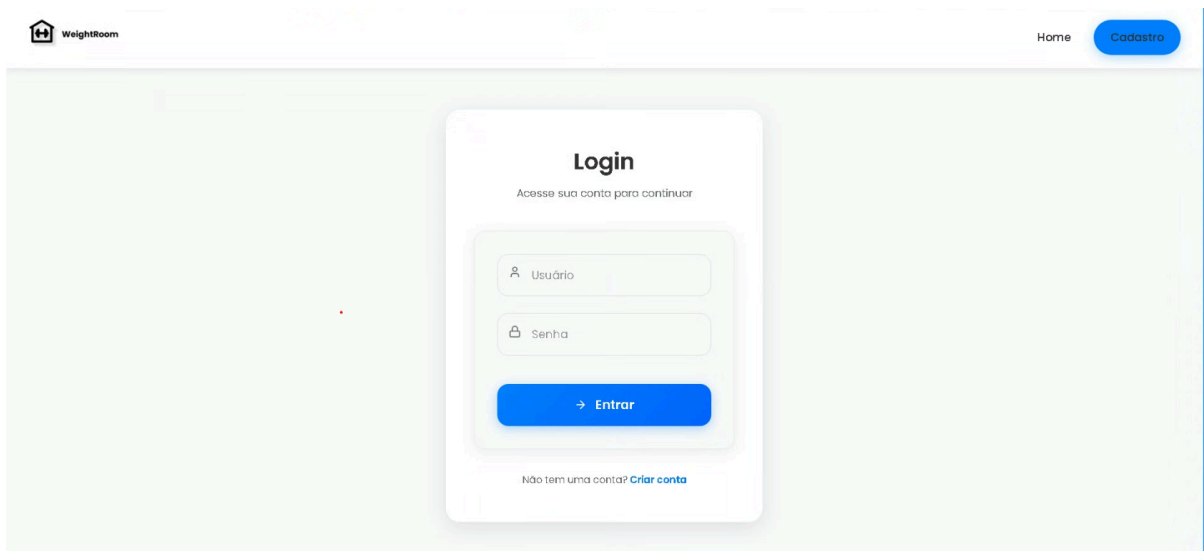 WeightRoom
Home
Cadastro
Login
Acesse sua conta para continuar
Usuário
Senha
→ Entrar
Não tem uma conta? Criar conta